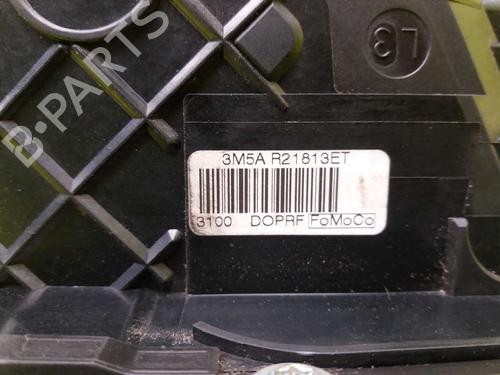 L3
B-PARTS
3M5A R21813ET
3100 DOPRF FoMoCo